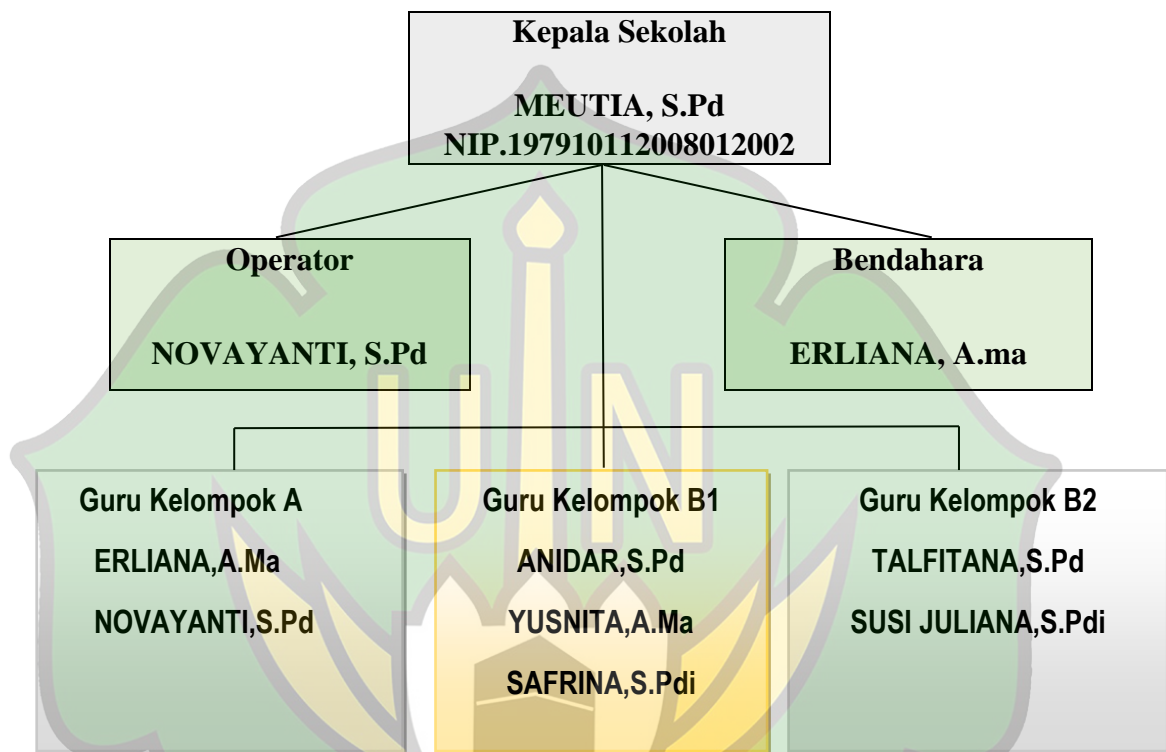 Kepala Sekolah
MEUTIA, S.Pd
NIP.197910112008012002
Operator
NOVAYANTI, S.Pd
Bendahara
ERLIANA, A.ma
Guru Kelompok A
ERLIANA,A.Ma
NOVAYANTI,S.Pd
Guru Kelompok B1
ANIDAR,S.Pd
YUSNITA,A.Ma
SAFRINA,S.Pdi
Guru Kelompok B2
TALFITANA,S.Pd
SUSI JULIANA,S.Pdi
UIN